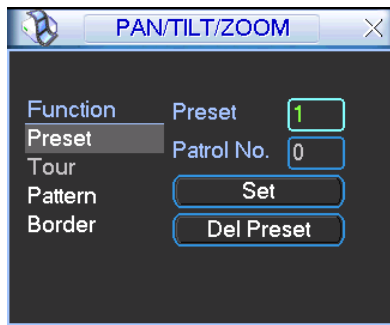 PAN/TILT/ZOOM
Function
Preset
Tour
Pattern
Border
Preset 1
Patrol No. 0
Set
Del Preset